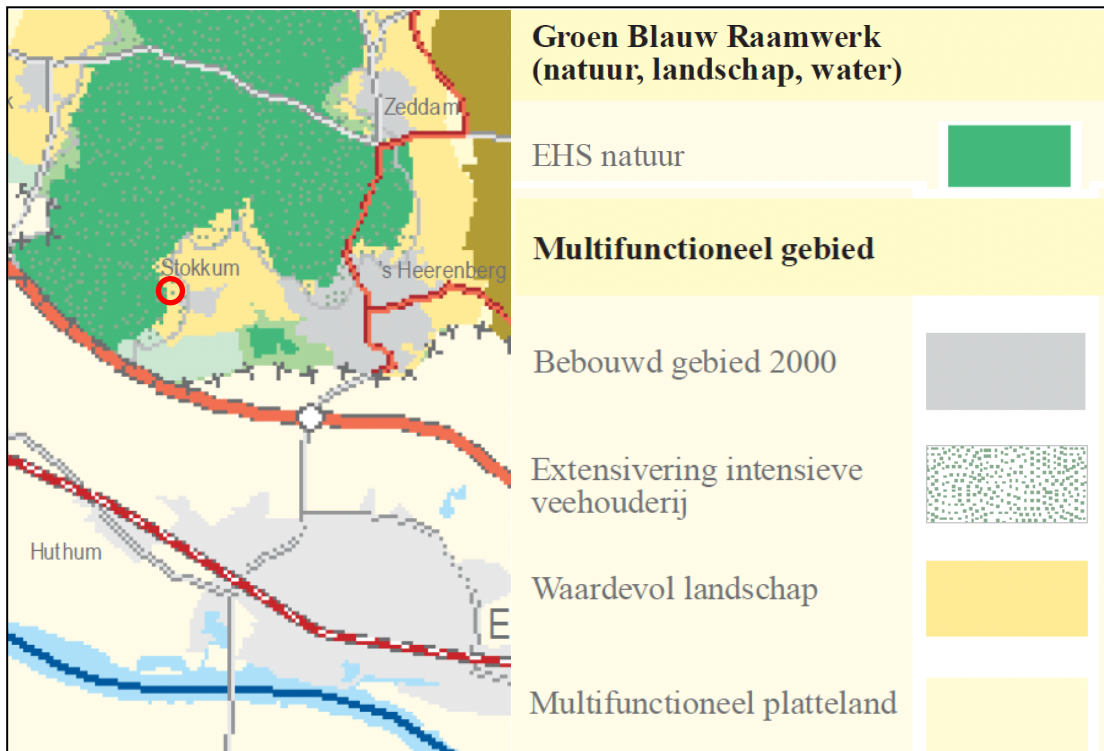 Zeddam
k
Stokkum
's Heerenberg
Huthum
E
Groen Blauw Raamwerk
(natuur, landschap, water)
EHS natuur
Multifunctioneel gebied
Bebouwd gebied 2000
Extensivering intensieve
veehouderij
Waardevol landschap
Multifunctioneel platteland